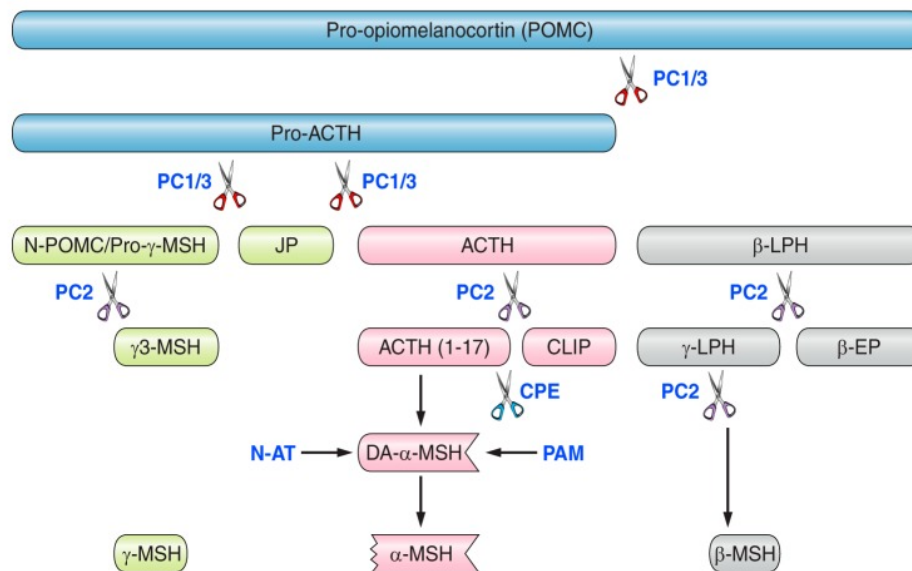 Pro-opiomelanocortin (POMC)
PC1/3
Pro-ACTH
PC1/3
PC1/3
N-POMC/Pro-γ-MSH
JP
ACTH
β-LPH
PC2
PC2
PC2
γ3-MSH
ACTH (1-17)
CLIP
γ-LPH
β-EP
CPE
PC2
N-AT
DA-α-MSH
PAM
γ-MSH
α-MSH
β-MSH